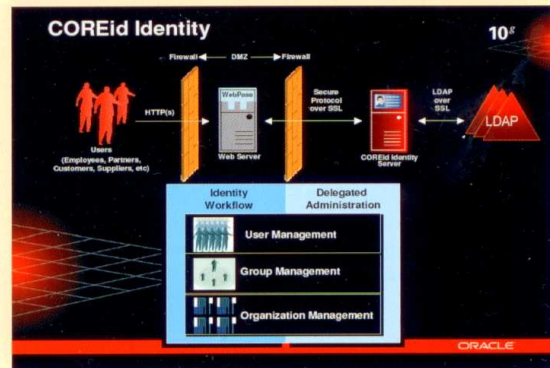 COREid Identity
10g
Firewall
DMZ
Firewall
WebPass
HTTP(s)
Secure
Protocol
over SSL
LDAP
over
SSL
LDAP
Users
(Employees, Partners,
Customers, Suppliers, etc)
Web Server
COREid Identity
Server
Identity
Workflow
Delegated
Administration
User Management
Group Management
Organization Management
ORACLE